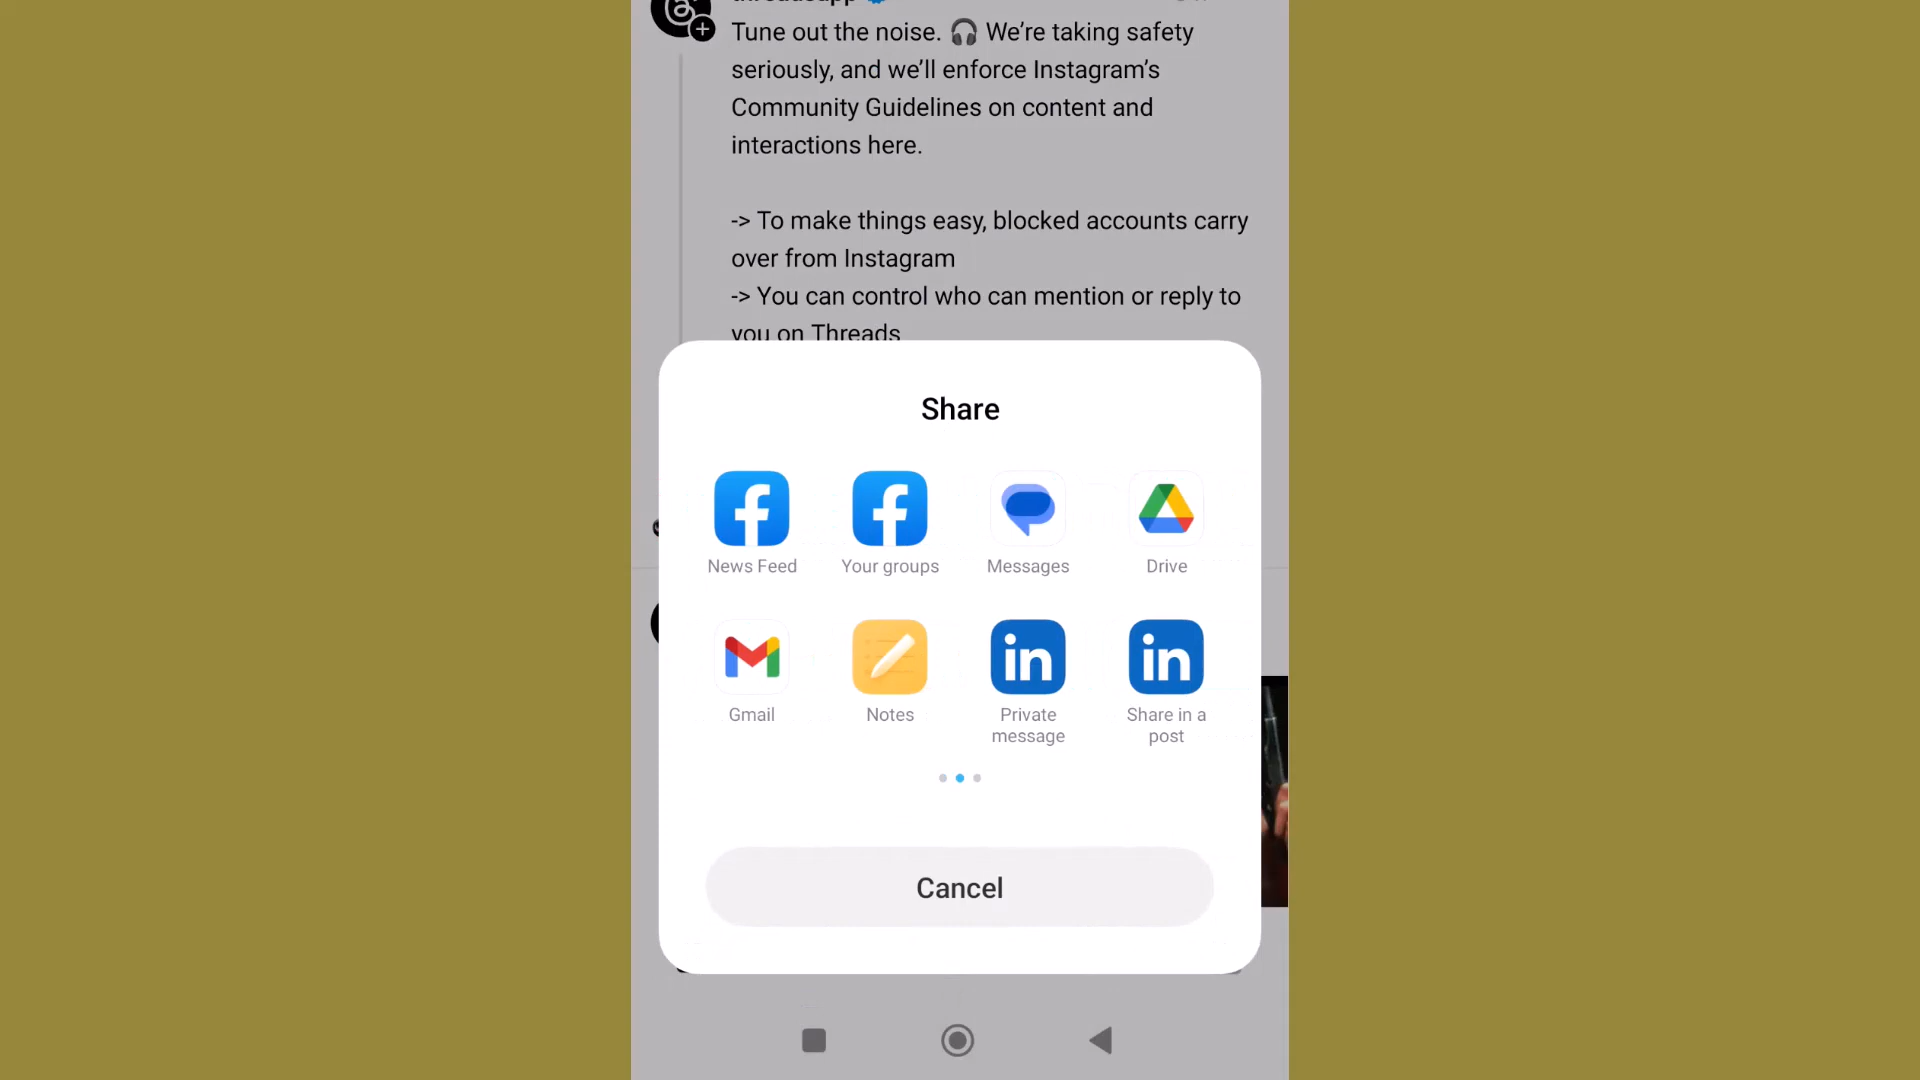 threadsapp
Tune out the noise. 🎧 We’re taking safety
seriously, and we’ll enforce Instagram’s
Community Guidelines on content and
interactions here.
-> To make things easy, blocked accounts carry
over from Instagram
-> You can control who can mention or reply to
you on Threads
Share
News Feed
Your groups
Messages
Drive
Gmail
Notes
Private
message
Share in a
post
Cancel